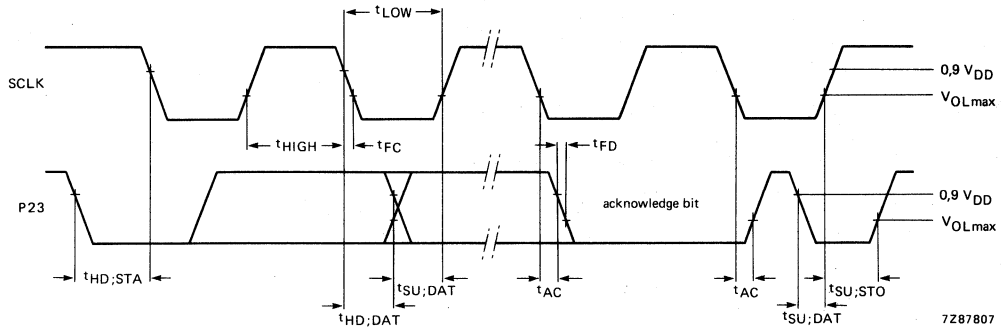 tLOW
SCLK
0,9 VDD
VOLmax
tHIGH
tFC
tFD
P23
acknowledge bit
0,9 VDD
VOLmax
tHD;STA
tSU;DAT
tAC
tAC
tSU;STO
tHD;DAT
tSU;DAT
7Z87807